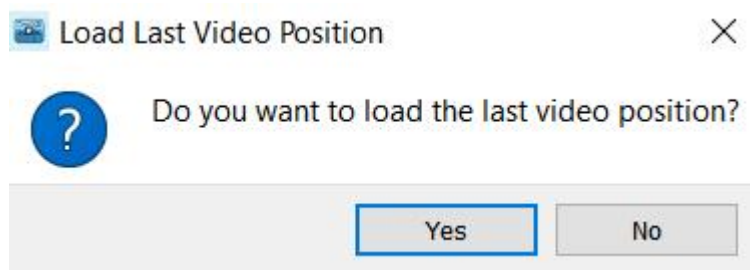 Load Last Video Position
Do you want to load the last video position?
Yes
No